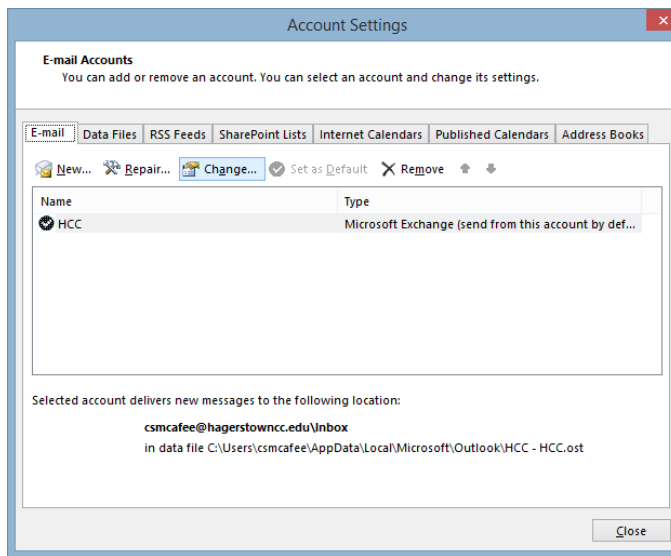 Account Settings
E-mail Accounts
You can add or remove an account. You can select an account and change its settings.
E-mail Data Files RSS Feeds SharePoint Lists Internet Calendars Published Calendars Address Books
New... Repair... Change... Set as Default Remove
Name Type
HCC Microsoft Exchange (send from this account by def...
Selected account delivers new messages to the following location:
csmcafee@hagerstowncc.edu\Inbox
in data file C:\Users\csmcafee\AppData\Local\Microsoft\Outlook\HCC - HCC.ost
Close